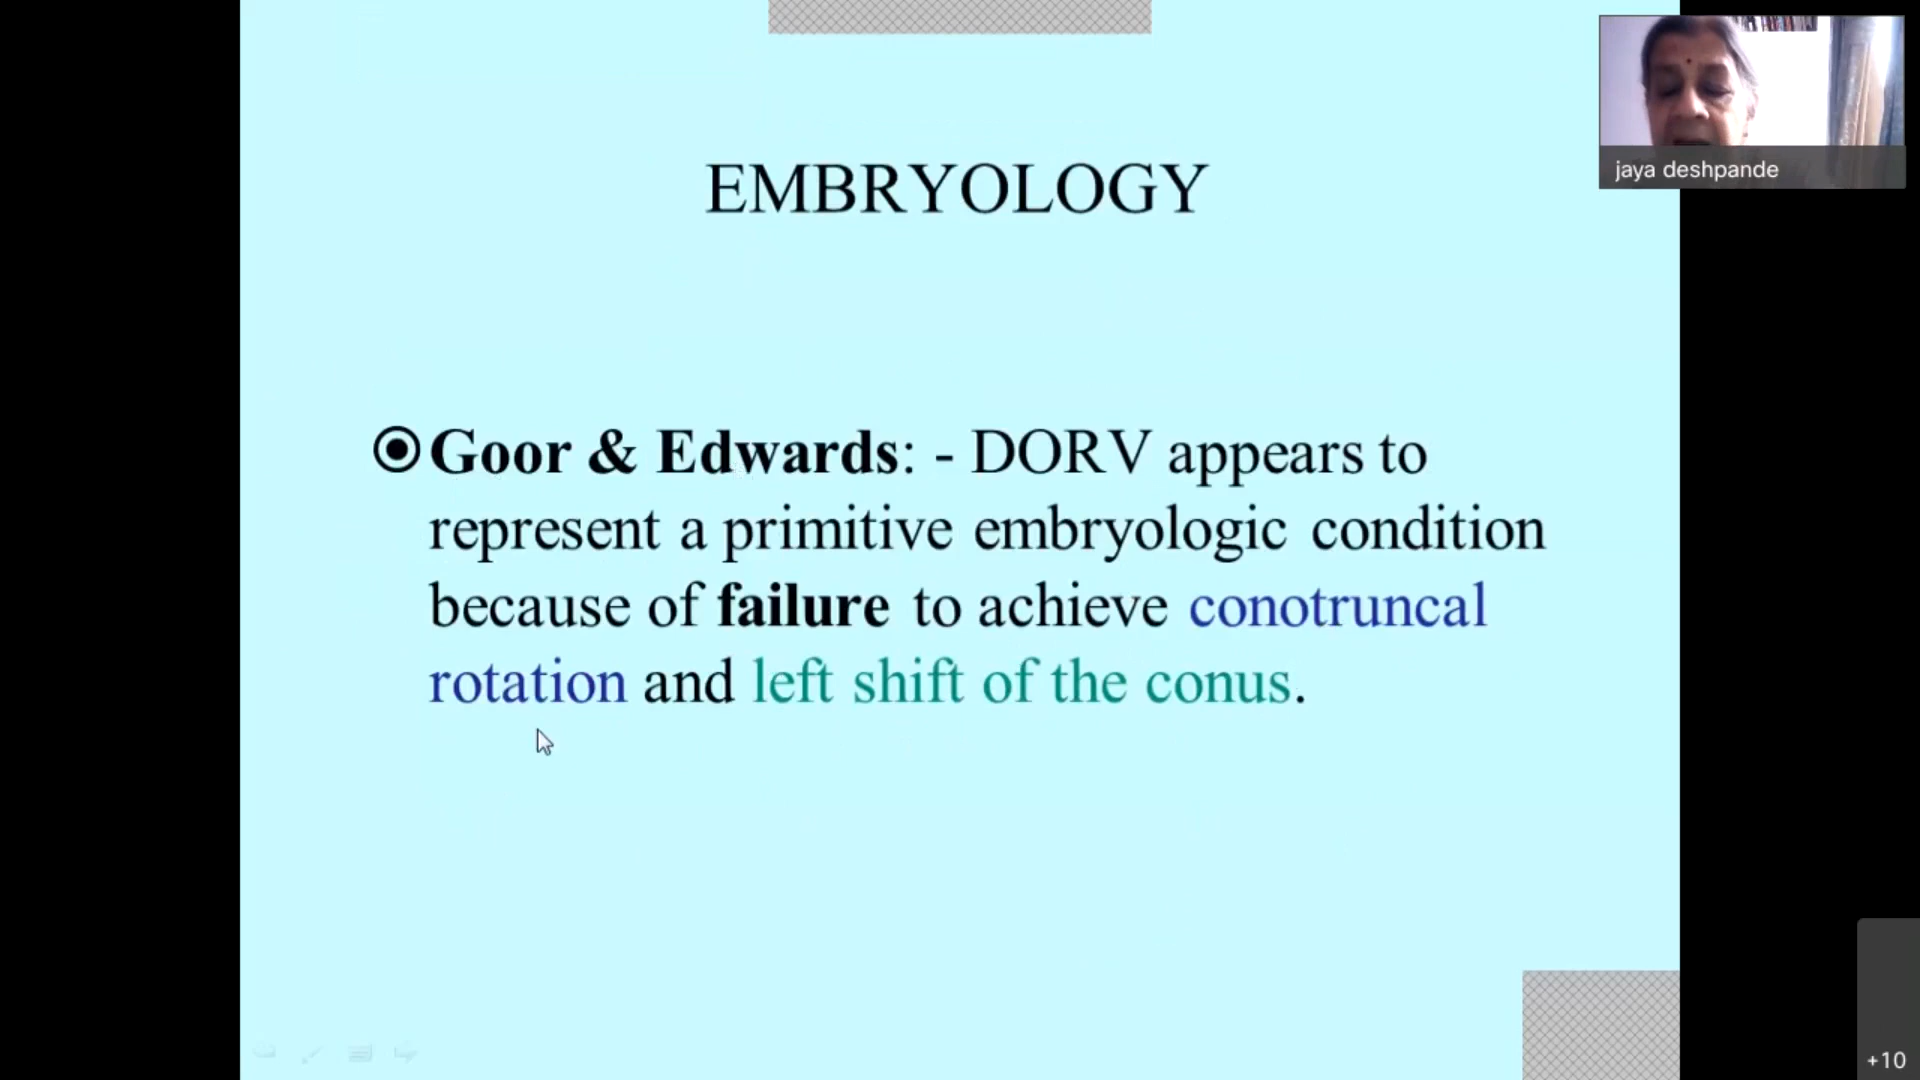 jaya deshpande
EMBRYOLOGY
Goor & Edwards: - DORV appears to
represent a primitive embryologic condition
because of failure to achieve conotruncal
rotation and left shift of the conus.
+10